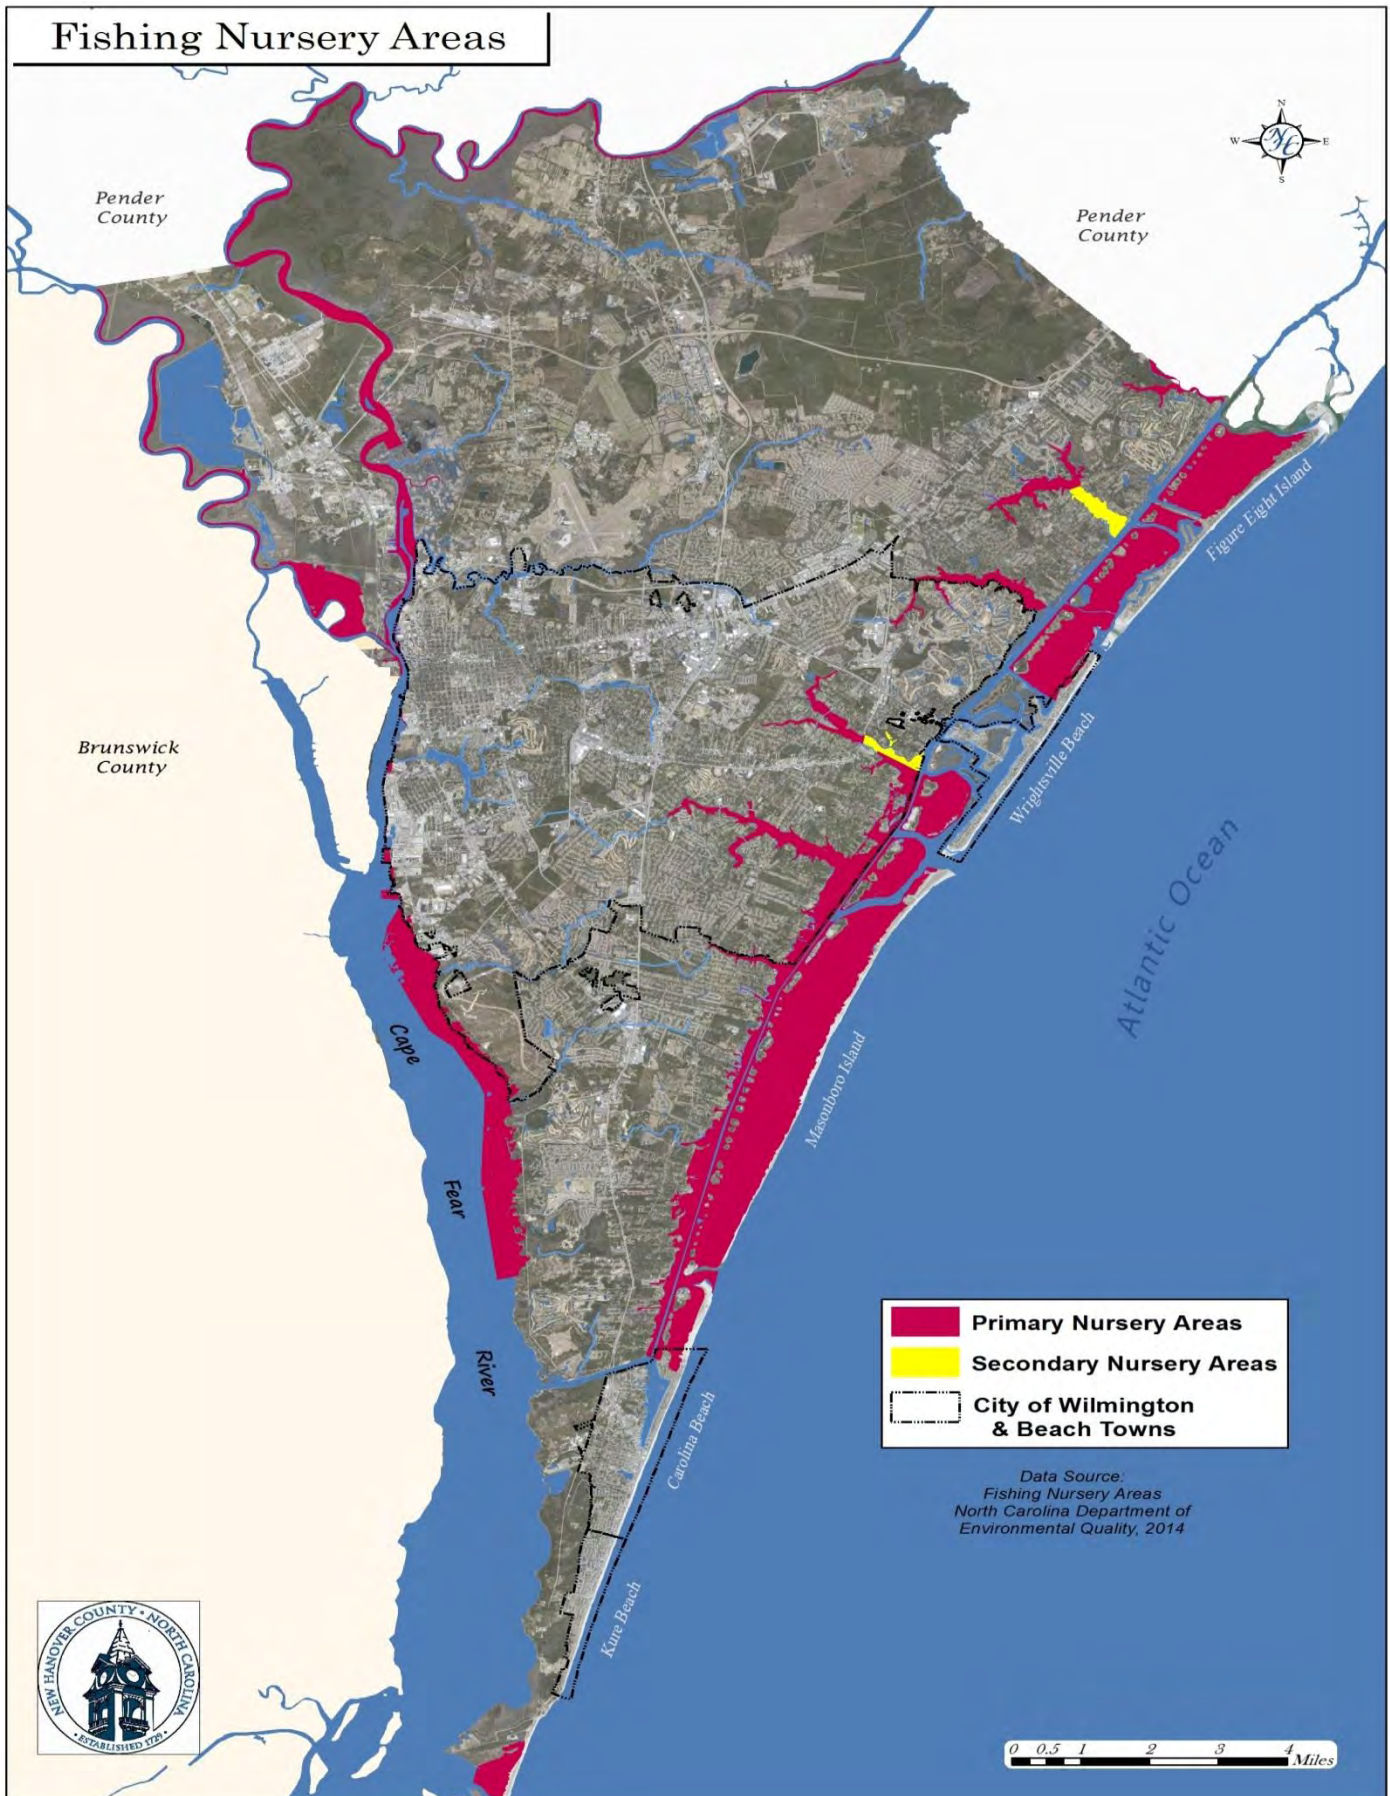 Fishing Nursery Areas
N
W
NH
E
S
Pender
County
Pender
County
Figure Eight Island
Brunswick
County
Wrightsville Beach
Atlantic Ocean
Cape
Masonboro Island
Fear
River
Primary Nursery Areas
Secondary Nursery Areas
City of Wilmington
& Beach Towns
Carolina Beach
Data Source:
Fishing Nursery Areas
North Carolina Department of
Environmental Quality, 2014
Kure Beach
NEW HANOVER COUNTY • NORTH CAROLINA
• ESTABLISHED 1729 •
0 0.5 1 2 3 4
Miles